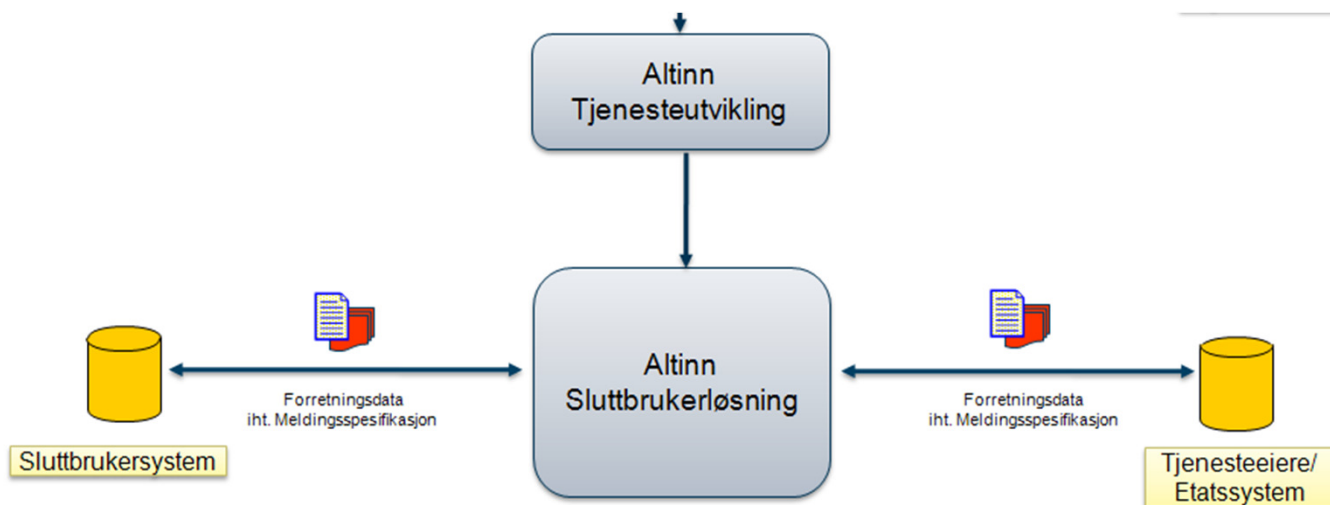 Altinn
Tjenesteutvikling
Altinn
Sluttbrukerløsning
Forretningsdata
iht. Meldingsspesifikasjon
Forretningsdata
iht. Meldingsspesifikasjon
Sluttbrukersystem
Tjenesteeiere/
Etatssystem